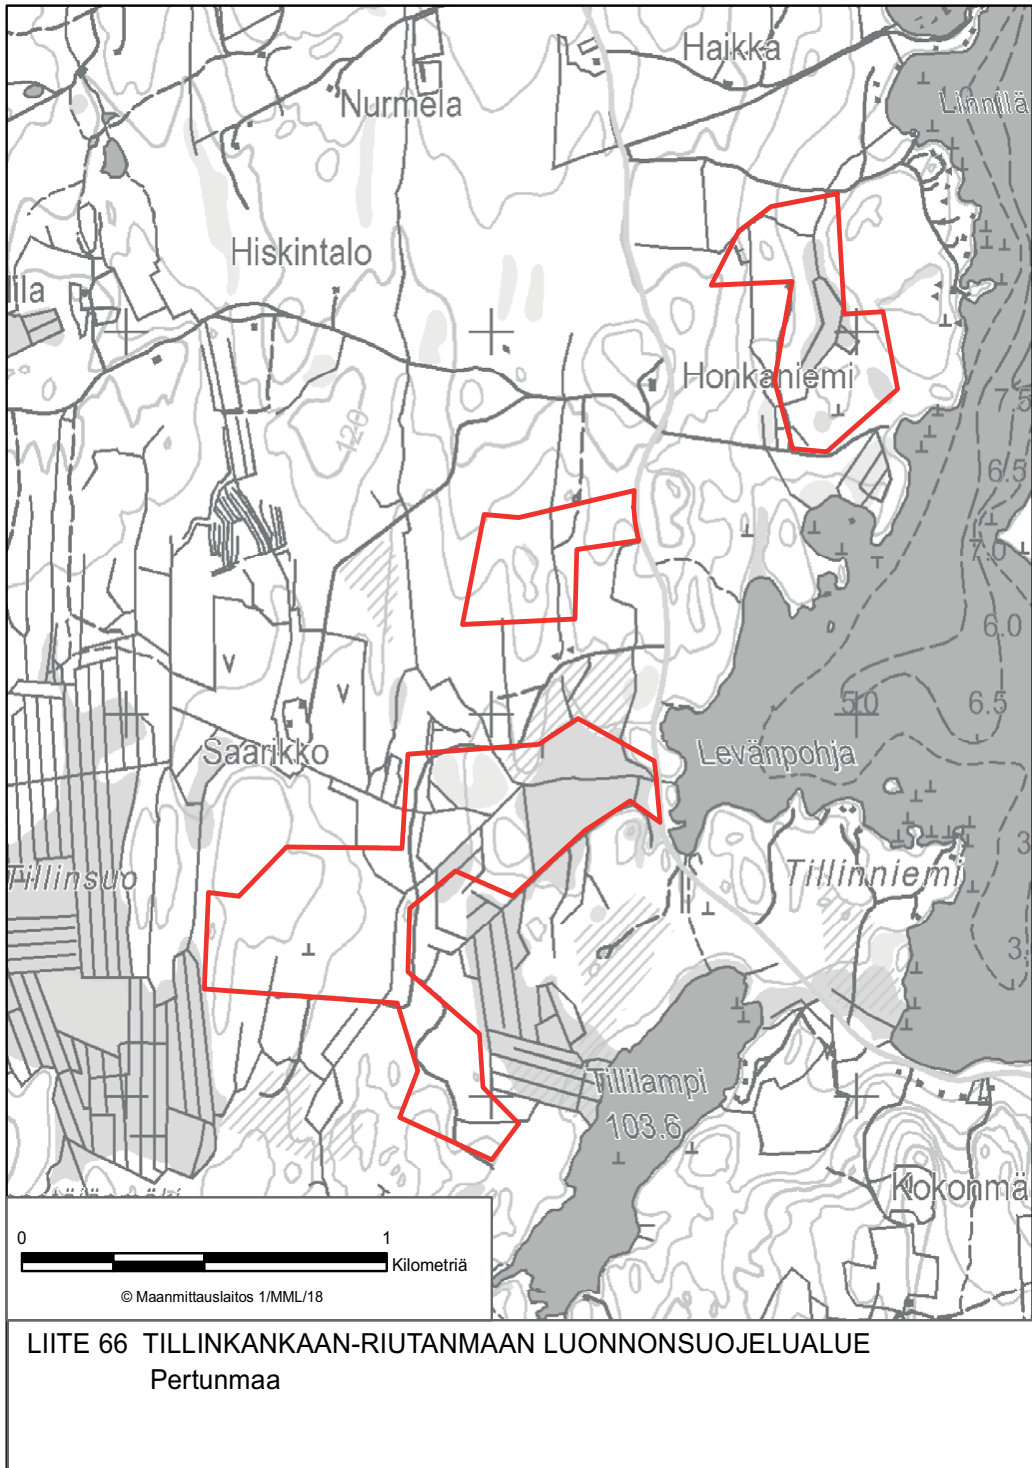 Haikka
Nurmela
Linnilä
Hiskintalo
lila
Honkaniemi
120
7.5
6.5
7.0
6.0
V
V
5.0
6.5
Saarikko
Levänpohja
Tillinsuo
Tillinniemi
3
3.
Tillilampi
103.6
Kokonmä
0
1
Kilometriä
© Maanmittauslaitos 1/MML/18
LIITE 66 TILLINKANKAAN-RIUTANMAAN LUONNONSUOJELUALUE
Pertunmaa